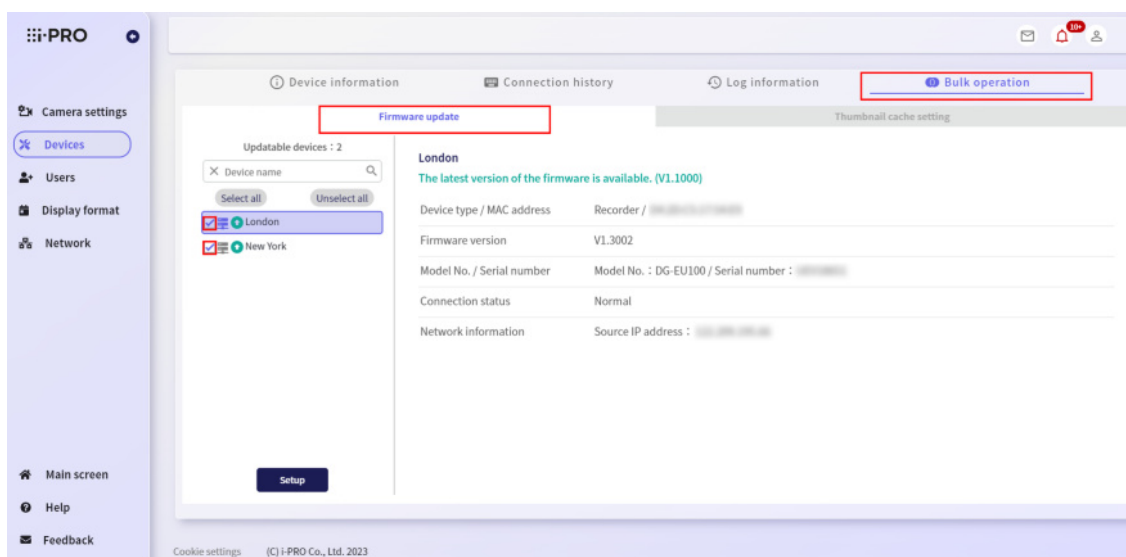 i-PRO
10+
Device information
Connection history
Log information
Bulk operation
Camera settings
Devices
Users
Display format
Network
Firmware update
Thumbnail cache setting
Updatable devices : 2
Device name
Select all
Unselect all
London
New York
Setup
London
The latest version of the firmware is available. (V1.1000)
Device type / MAC address Recorder /
Firmware version V1.3002
Model No. / Serial number Model No. : DG-EU100 / Serial number :
Connection status Normal
Network information Source IP address :
Main screen
Help
Feedback
Cookie settings (C) i-PRO Co., Ltd. 2023